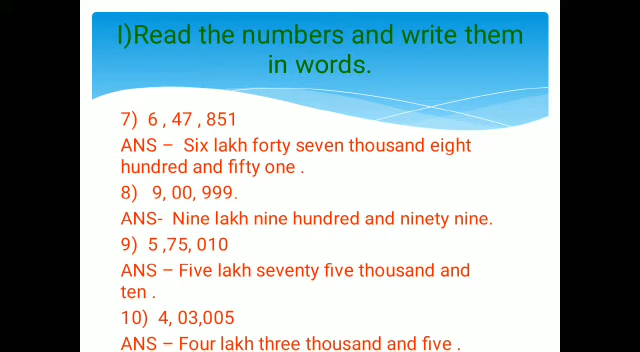 I)Read the numbers and write them
in words.
7) 6 , 47 , 851
ANS – Six lakh forty seven thousand eight
hundred and fifty one .
8) 9, 00, 999.
ANS- Nine lakh nine hundred and ninety nine.
9) 5 ,75, 010
ANS – Five lakh seventy five thousand and
ten .
10) 4, 03,005
ANS – Four lakh three thousand and five .